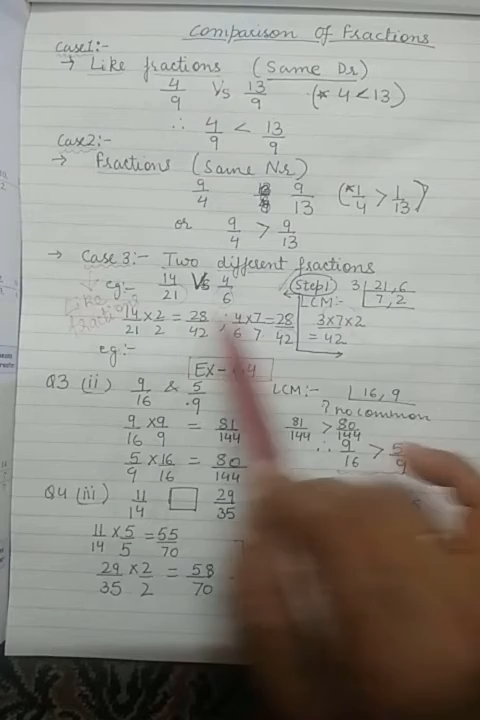 Comparison of Fractions
Case1:-
→ Like fractions (Same Dr)
4/9 Vs 13/9 (* 4 < 13)
∴ 4/9 < 13/9
Case2:-
→ Fractions (Same Nr)
9/4 9/13 (* 1/4 > 1/13)
or 9/4 > 9/13
→ Case 3:- Two different fractions
eg:- 14/21 Vs 4/6 Step1 3 | 21, 6
Like LCM:- 7, 2
fractions
14/21 × 2/2 = 28/42 ; 4/6 × 7/7 = 28/42 3×7×2
= 42
eg:-
Q3 (ii) 9/16 & 5/9 LCM:- | 16, 9
? no common
9/16 × 9/9 = 81/144 81/144 > 80/144
5/9 × 16/16 = 80/144 ∴ 9/16 > 5/9
Q4 (iii) 11/14 □ 29/35
11/14 × 5/5 = 55/70
29/35 × 2/2 = 58/70